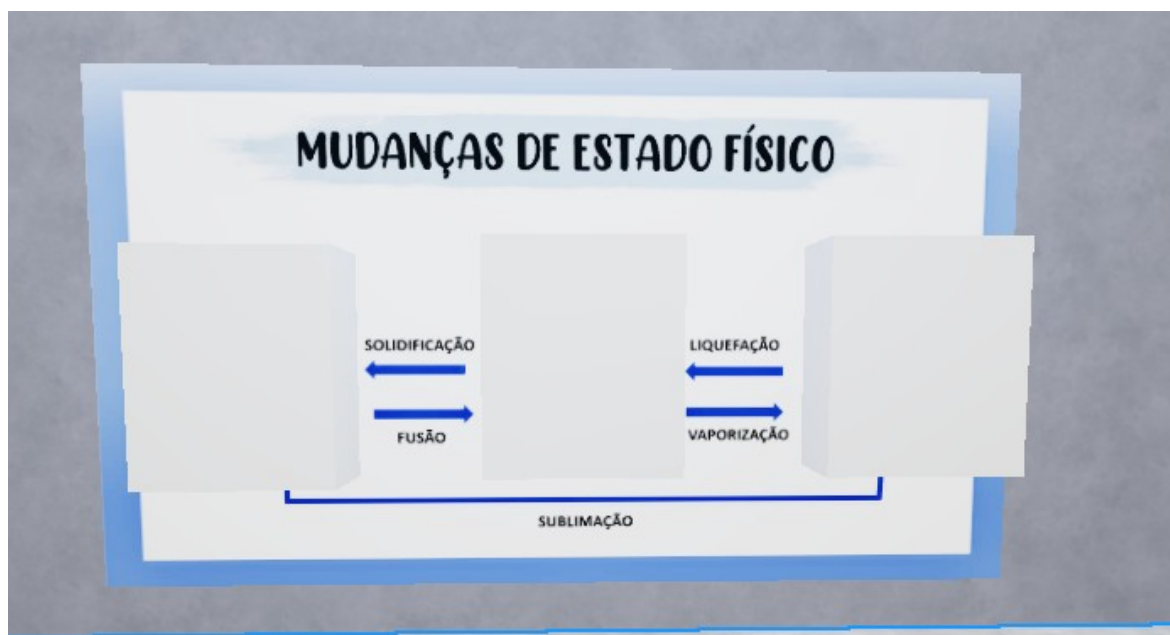 MUDANÇAS DE ESTADO FÍSICO
SOLIDIFICAÇÃO
LIQUEFAÇÃO
FUSÃO
VAPORIZAÇÃO
SUBLIMAÇÃO